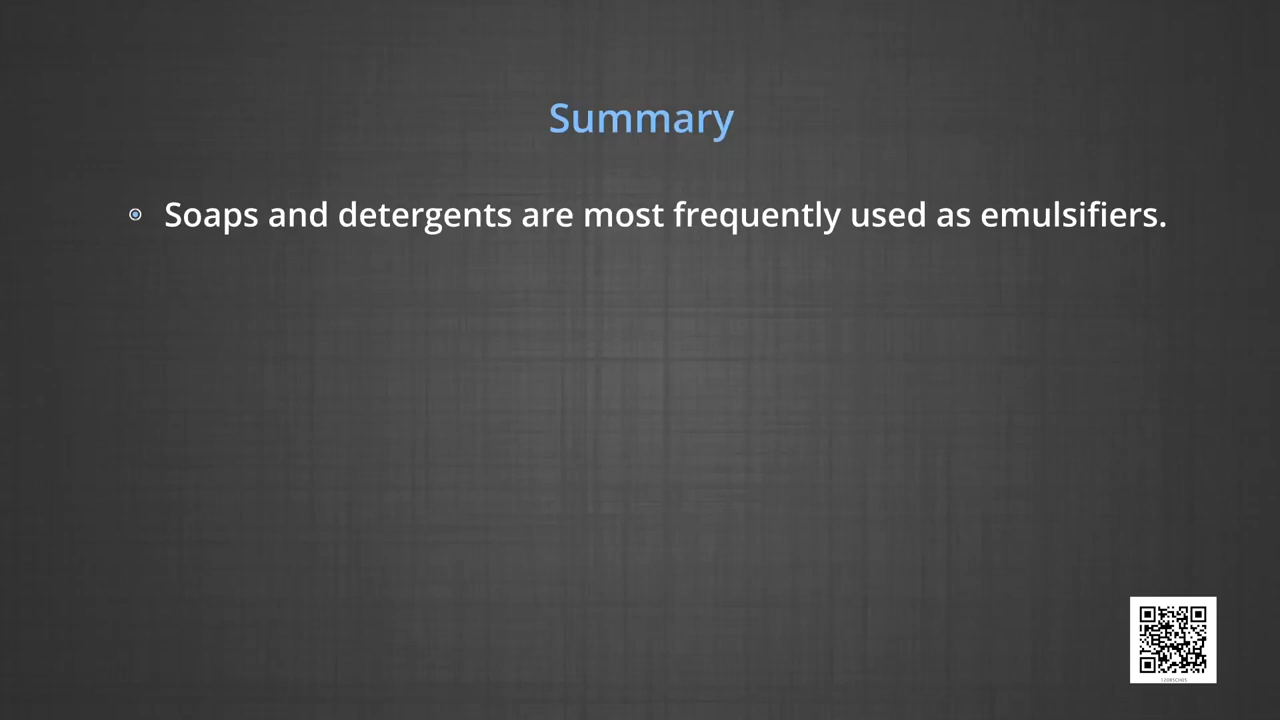 Summary
Soaps and detergents are most frequently used as emulsifiers.